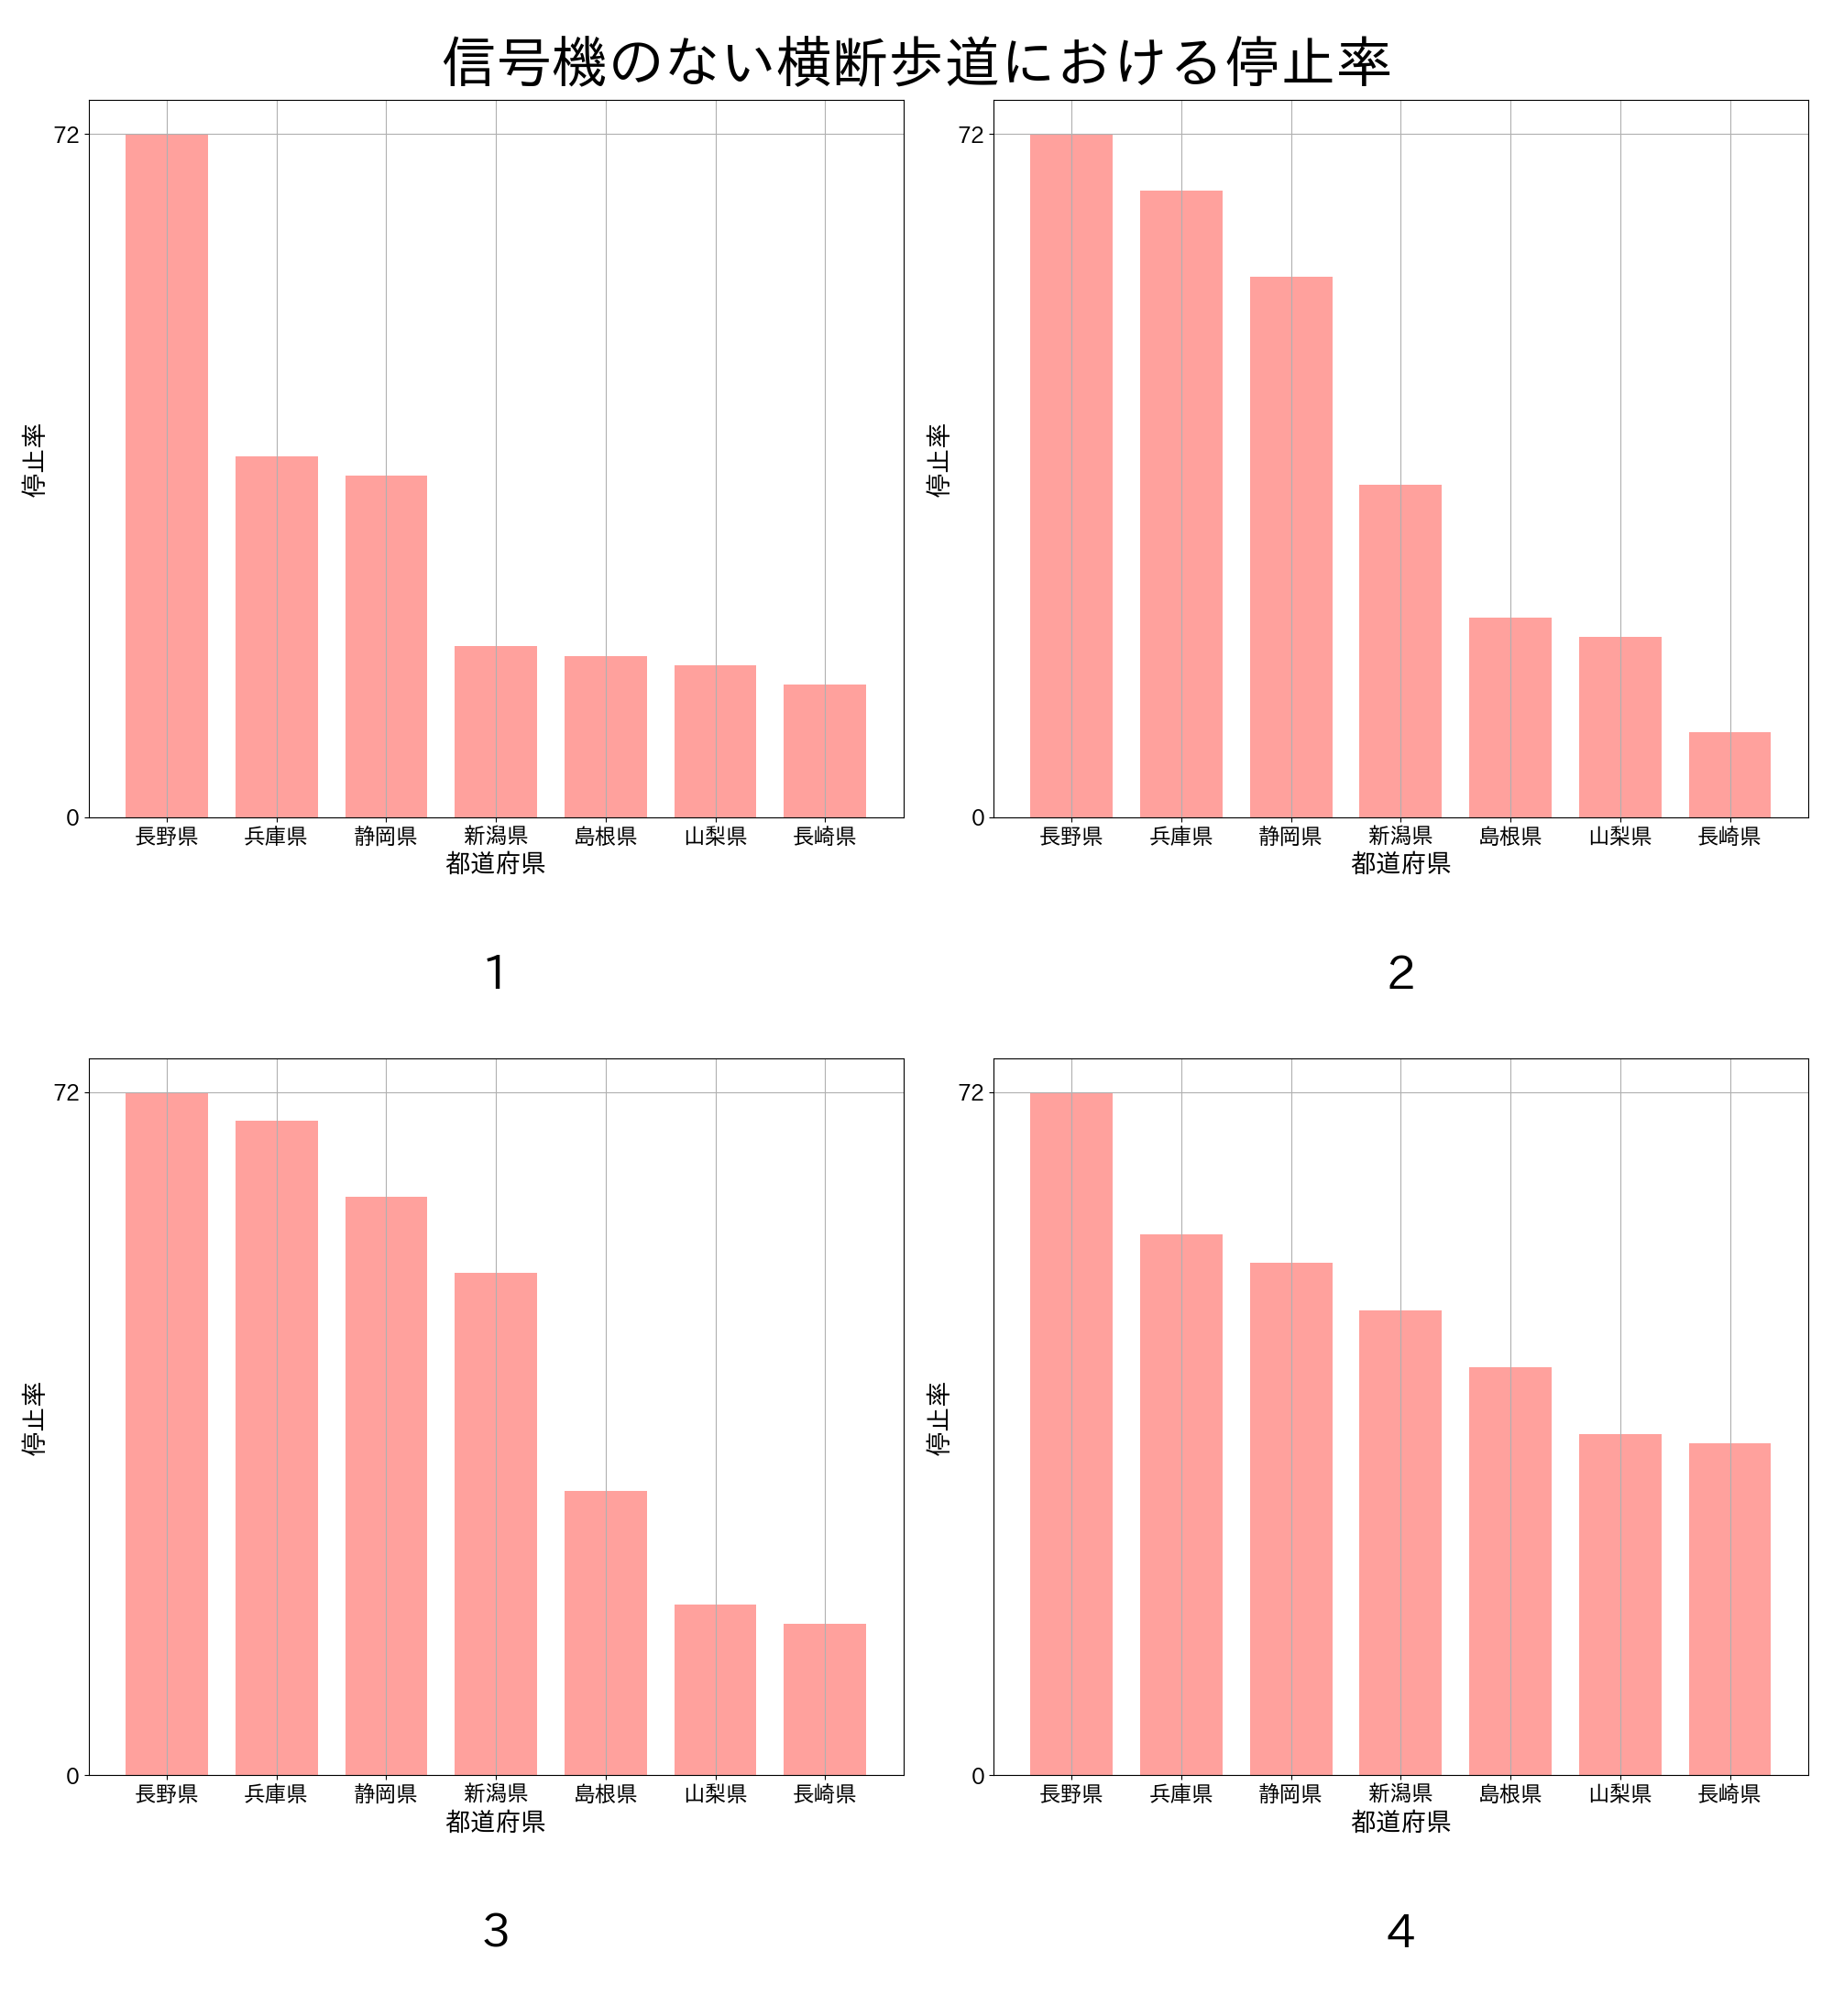 信号機のない横断歩道における停止率
72
0
停止率
長野県 兵庫県 静岡県 新潟県 島根県 山梨県 長崎県
都道府県
1
72
0
停止率
長野県 兵庫県 静岡県 新潟県 島根県 山梨県 長崎県
都道府県
2
72
0
停止率
長野県 兵庫県 静岡県 新潟県 島根県 山梨県 長崎県
都道府県
3
72
0
停止率
長野県 兵庫県 静岡県 新潟県 島根県 山梨県 長崎県
都道府県
4